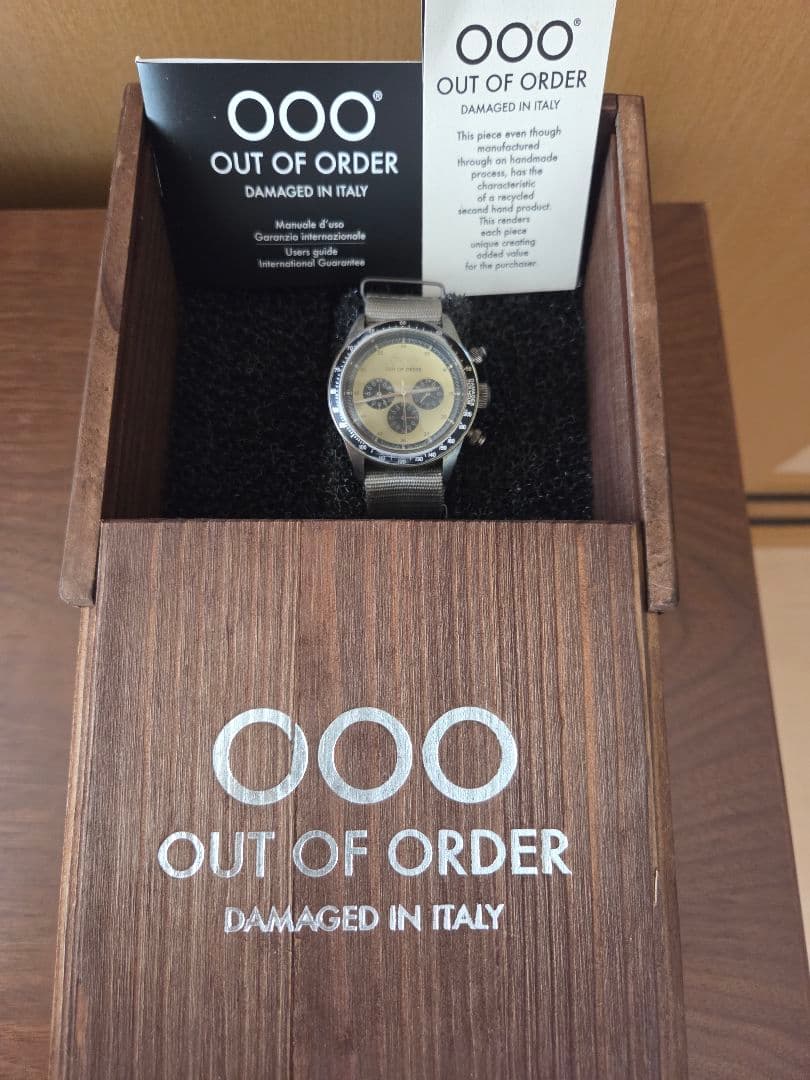 OOO®
OUT OF ORDER
DAMAGED IN ITALY
Manuale d'uso
Garanzia internazionale
Users guide
International Guarantee
OOO®
OUT OF ORDER
DAMAGED IN ITALY
This piece even though
manufactured
through an handmade
process, has the
characteristic
of a recycled
second hand product.
This renders
each piece
unique creating
added value
for the purchaser.
OUT OF ORDER
OOO
OUT OF ORDER
DAMAGED IN ITALY